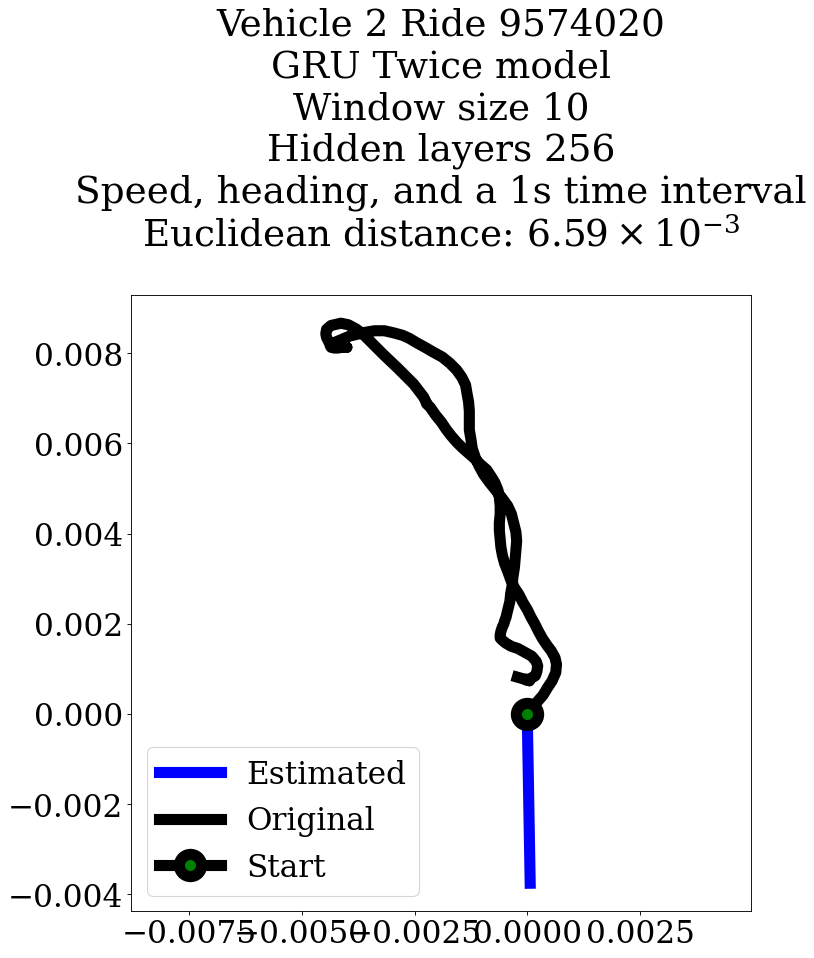 Vehicle 2 Ride 9574020
GRU Twice model
Window size 10
Hidden layers 256
Speed, heading, and a 1s time interval
Euclidean distance: 6.59 × 10⁻³
0.008
0.006
0.004
0.002
0.000
−0.002
−0.004
Estimated
Original
Start
−0.0075 −0.0050 −0.0025 0.0000 0.0025